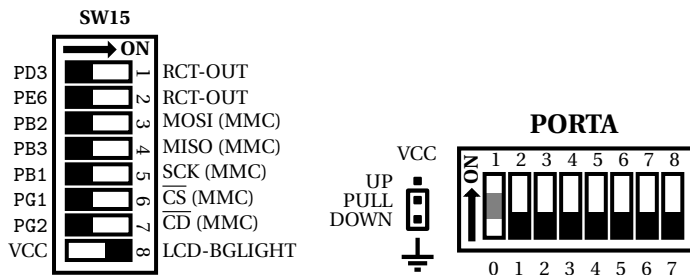 SW15
ON
PD3 1 RCT-OUT
PE6 2 RCT-OUT
PB2 3 MOSI (MMC)
PB3 4 MISO (MMC)
PB1 5 SCK (MMC)
PG1 6 C̅S̅ (MMC)
PG2 7 C̅D̅ (MMC)
VCC 8 LCD-BGLIGHT
VCC
UP
PULL
DOWN
PORTA
ON
1 2 3 4 5 6 7 8
0 1 2 3 4 5 6 7